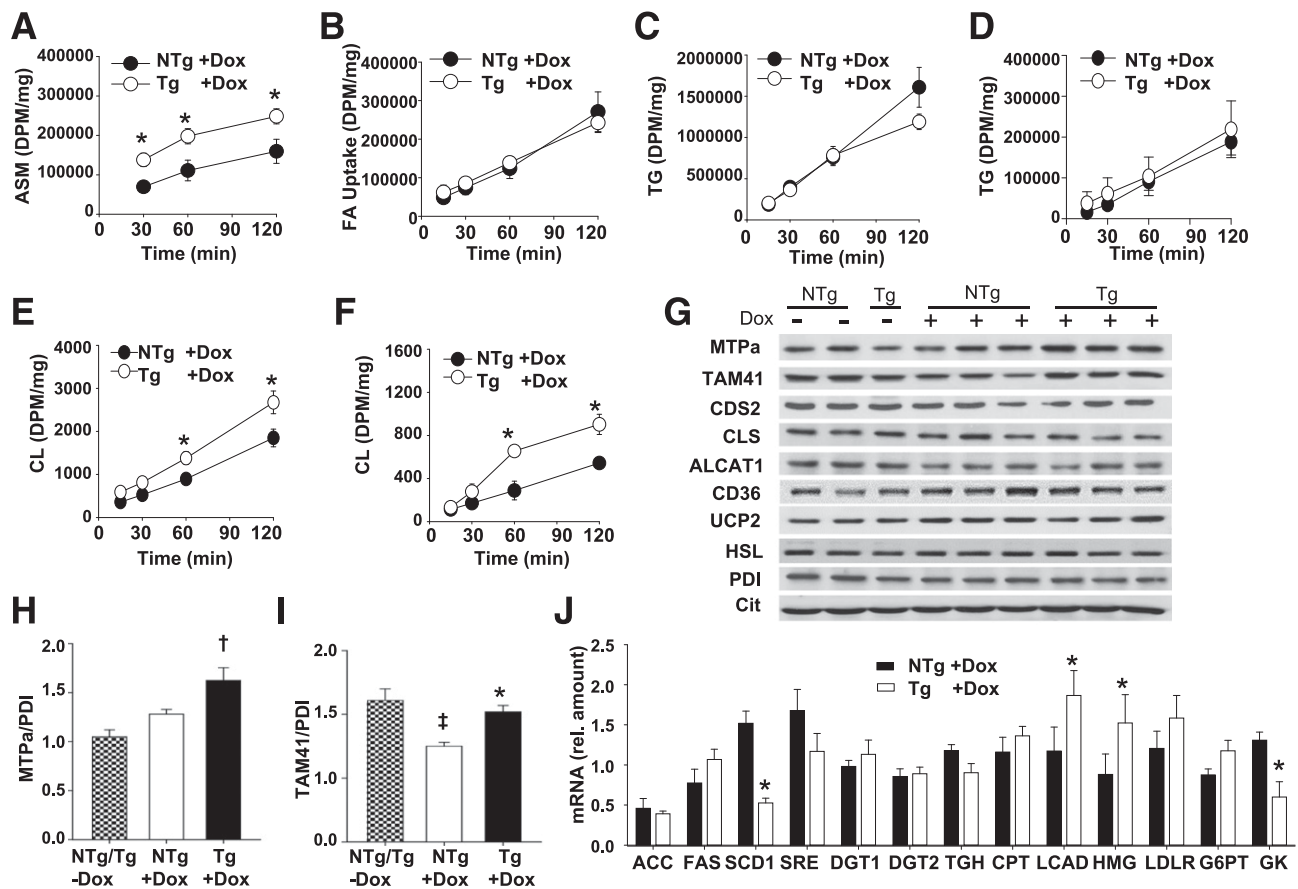 A
ASM (DPM/mg)
400000
300000
200000
100000
0
NTg +Dox
Tg +Dox
*
*
*
0 30 60 90 120
Time (min)
B
FA Uptake (DPM/mg)
400000
300000
200000
100000
0
NTg +Dox
Tg +Dox
0 30 60 90 120
Time (min)
C
TG (DPM/mg)
2000000
1500000
1000000
500000
0
NTg +Dox
Tg +Dox
0 30 60 90 120
Time (min)
D
TG (DPM/mg)
400000
300000
200000
100000
0
NTg +Dox
Tg +Dox
0 30 60 90 120
Time (min)
E
CL (DPM/mg)
4000
3000
2000
1000
0
NTg +Dox
Tg +Dox
*
*
0 30 60 90 120
Time (min)
F
CL (DPM/mg)
1600
1200
800
400
0
NTg +Dox
Tg +Dox
*
*
0 30 60 90 120
Time (min)
G
NTg Tg NTg Tg
Dox - - - + + + + + +
MTPa
TAM41
CDS2
CLS
ALCAT1
CD36
UCP2
HSL
PDI
Cit
H
MTPa/PDI
2.0
1.5
1.0
0.5
0.0
†
NTg/Tg NTg Tg
-Dox +Dox +Dox
I
TAM41/PDI
2.0
1.5
1.0
0.0
‡
*
NTg/Tg NTg Tg
-Dox +Dox +Dox
J
mRNA (rel. amount)
2.5
2.0
1.5
1.0
0.5
0.0
NTg +Dox
Tg +Dox
*
*
*
*
ACC FAS SCD1 SRE DGT1 DGT2 TGH CPT LCAD HMG LDLR G6PT GK